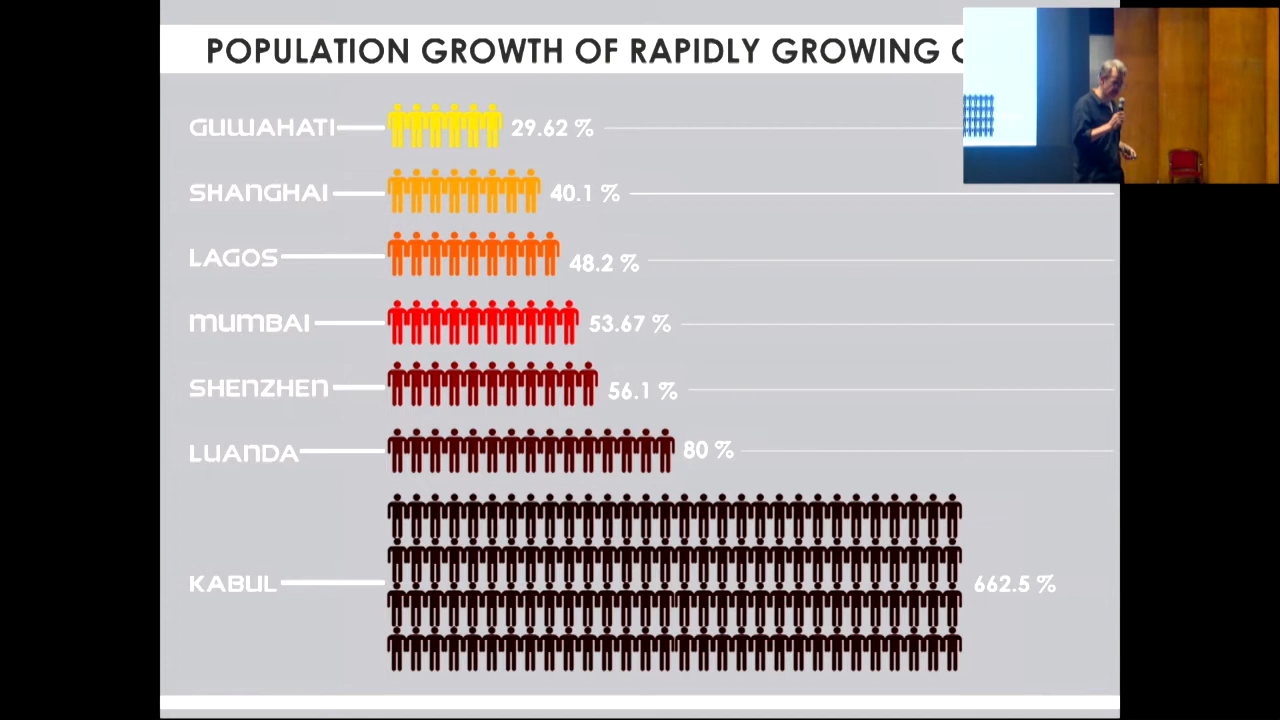 POPULATION GROWTH OF RAPIDLY GROWING
GUWAHATI 29.62 %
SHANGHAI 40.1 %
LAGOS 48.2 %
MUMBAI 53.67 %
SHENZHEN 56.1 %
LUANDA 80 %
KABUL 662.5 %